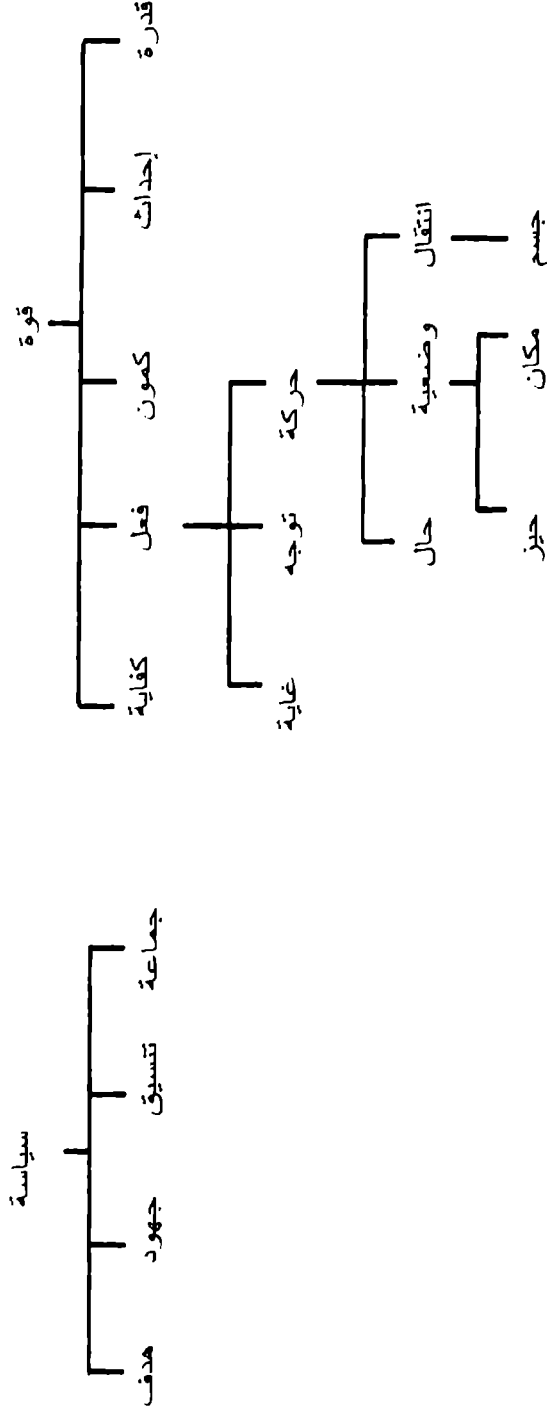 قوة
قدرة
إحداث
كمون
فعل
كفاية
حركة
توجه
غاية
انتقال
وضعية
حال
جسم
مكان
حيز
سياسة
جماعة
تنسيق
جهود
هدف